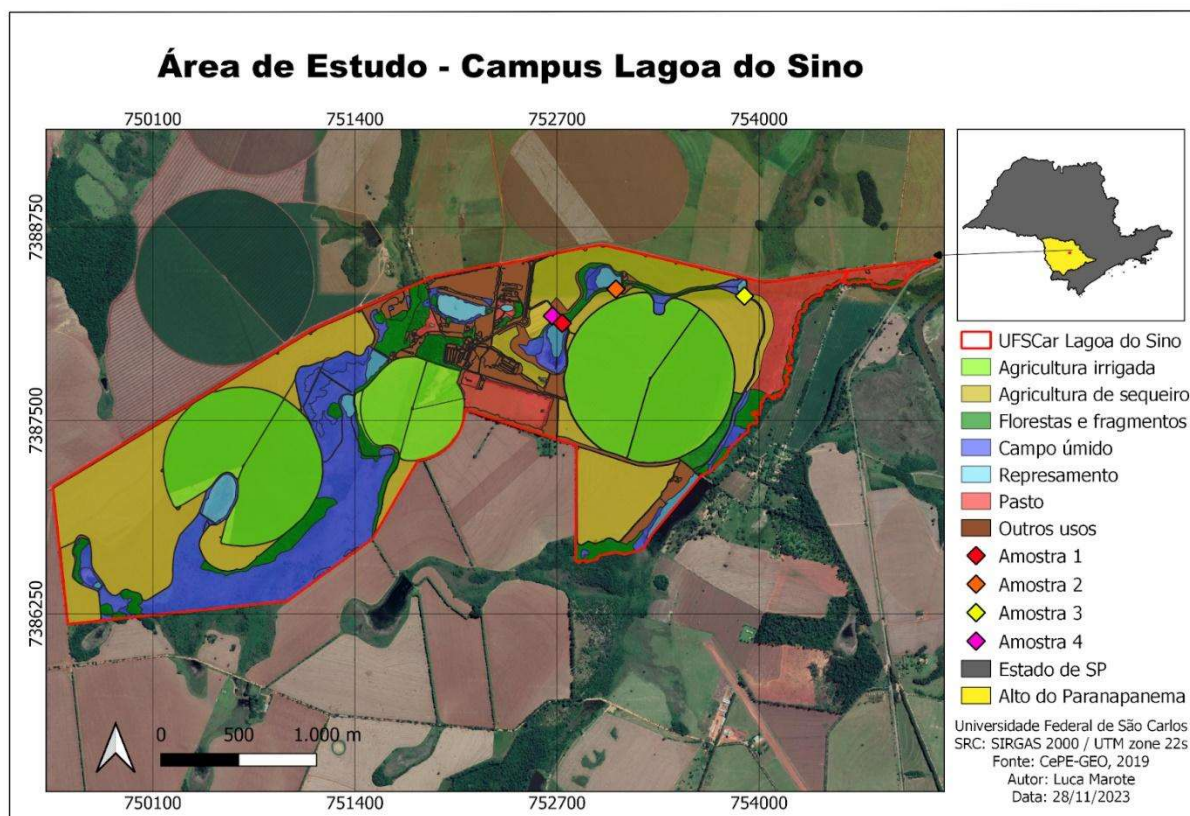 Área de Estudo - Campus Lagoa do Sino
750100 751400 752700 754000
7388750
7387500
7386250
0 500 1.000 m
750100 751400 752700 754000
UFSCar Lagoa do Sino
Agricultura irrigada
Agricultura de sequeiro
Florestas e fragmentos
Campo úmido
Represamento
Pasto
Outros usos
Amostra 1
Amostra 2
Amostra 3
Amostra 4
Estado de SP
Alto do Paranapanema
Universidade Federal de São Carlos
SRC: SIRGAS 2000 / UTM zone 22s
Fonte: CePE-GEO, 2019
Autor: Luca Marote
Data: 28/11/2023